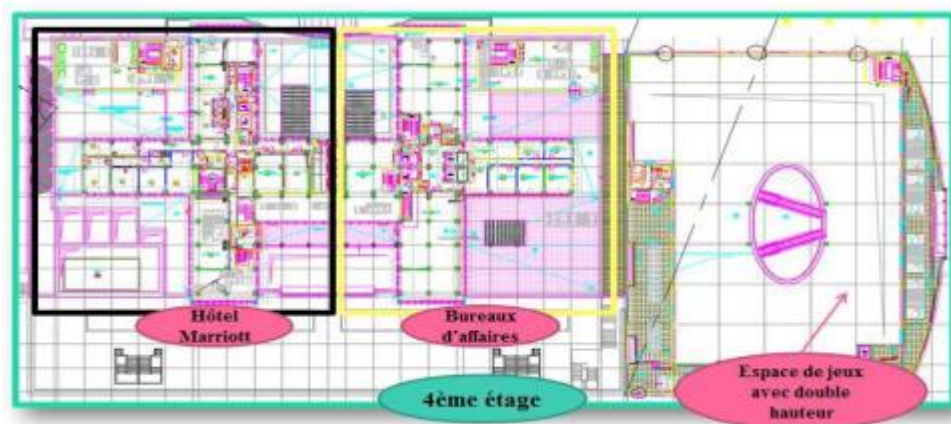 Hôtel
Marriott
Bureaux
d'affaires
4ème étage
Espace de jeux
avec double
hauteur